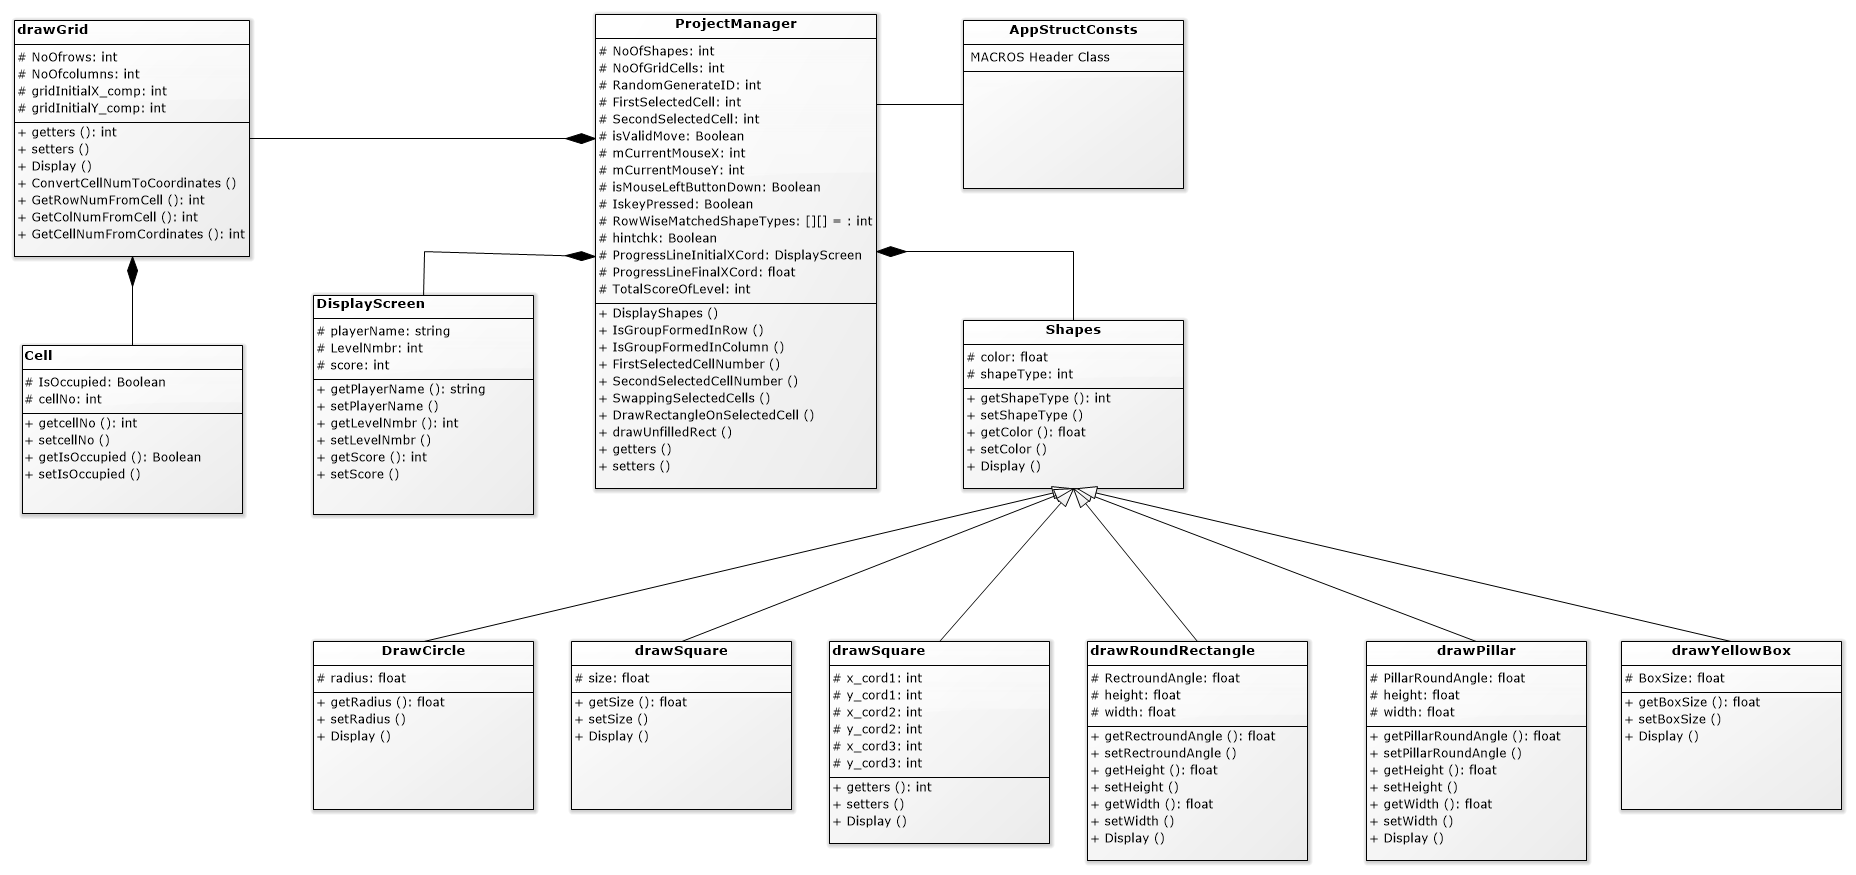 drawGrid
# NoOfrows: int
# NoOfcolumns: int
# gridInitialX_comp: int
# gridInitialY_comp: int
+ getters (): int
+ setters ()
+ Display ()
+ ConvertCellNumToCoordinates ()
+ GetRowNumFromCell (): int
+ GetColNumFromCell (): int
+ GetCellNumFromCordinates (): int
ProjectManager
# NoOfShapes: int
# NoOfGridCells: int
# RandomGenerateID: int
# FirstSelectedCell: int
# SecondSelectedCell: int
# isValidMove: Boolean
# mCurrentMouseX: int
# mCurrentMouseY: int
# isMouseLeftButtonDown: Boolean
# IskeyPressed: Boolean
# RowWiseMatchedShapeTypes: [][] = : int
# hintchk: Boolean
# ProgressLineInitialXCord: DisplayScreen
# ProgressLineFinalXCord: float
# TotalScoreOfLevel: int
+ DisplayShapes ()
+ IsGroupFormedInRow ()
+ IsGroupFormedInColumn ()
+ FirstSelectedCellNumber ()
+ SecondSelectedCellNumber ()
+ SwappingSelectedCells ()
+ DrawRectangleOnSelectedCell ()
+ drawUnfilledRect ()
+ getters ()
+ setters ()
AppStructConsts
MACROS Header Class
Cell
# IsOccupied: Boolean
# cellNo: int
+ getcellNo (): int
+ setcellNo ()
+ getIsOccupied (): Boolean
+ setIsOccupied ()
DisplayScreen
# playerName: string
# LevelNmbr: int
# score: int
+ getPlayerName (): string
+ setPlayerName ()
+ getLevelNmbr (): int
+ setLevelNmbr ()
+ getScore (): int
+ setScore ()
Shapes
# color: float
# shapeType: int
+ getShapeType (): int
+ setShapeType ()
+ getColor (): float
+ setColor ()
+ Display ()
DrawCircle
# radius: float
+ getRadius (): float
+ setRadius ()
+ Display ()
drawSquare
# size: float
+ getSize (): float
+ setSize ()
+ Display ()
drawSquare
# x_cord1: int
# y_cord1: int
# x_cord2: int
# y_cord2: int
# x_cord3: int
# y_cord3: int
+ getters (): int
+ setters ()
+ Display ()
drawRoundRectangle
# RectroundAngle: float
# height: float
# width: float
+ getRectroundAngle (): float
+ setRectroundAngle ()
+ getHeight (): float
+ setHeight ()
+ getWidth (): float
+ setWidth ()
+ Display ()
drawPillar
# PillarRoundAngle: float
# height: float
# width: float
+ getPillarRoundAngle (): float
+ setPillarRoundAngle ()
+ getHeight (): float
+ setHeight ()
+ getWidth (): float
+ setWidth ()
+ Display ()
drawYellowBox
# BoxSize: float
+ getBoxSize (): float
+ setBoxSize ()
+ Display ()